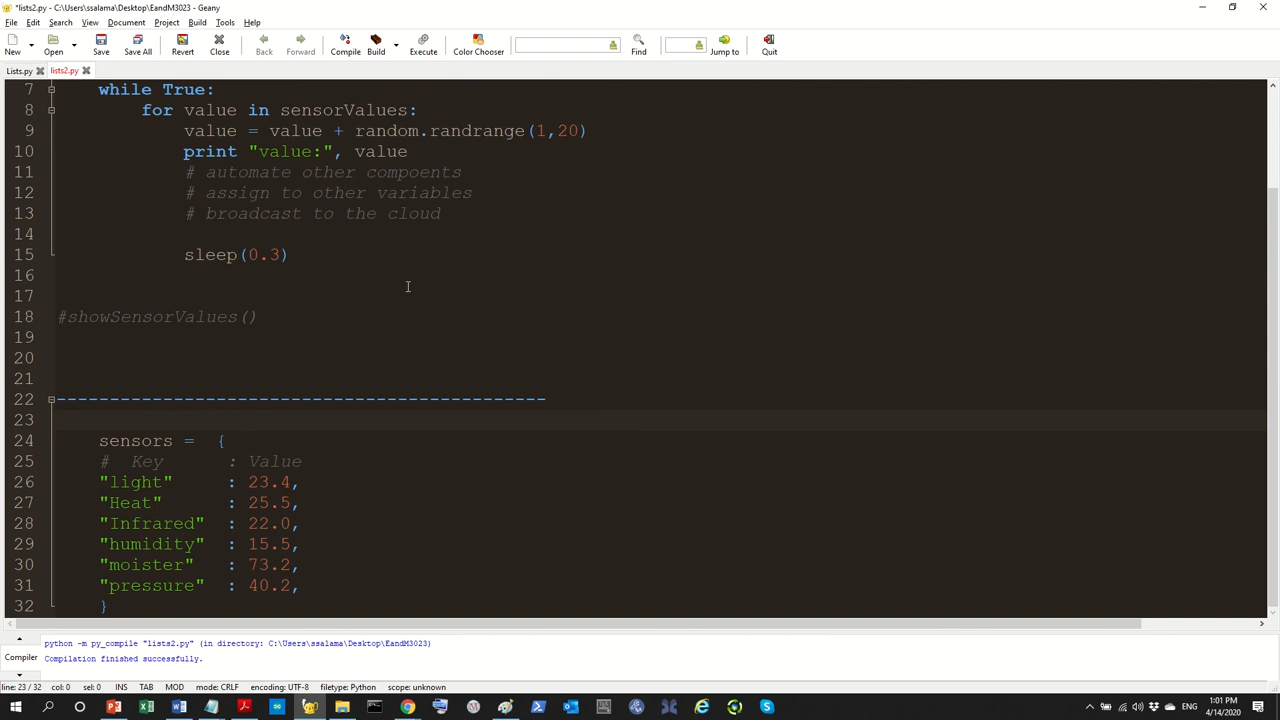 *lists2.py - C:\Users\ssalama\Desktop\EandM3023 - Geany
File Edit Search View Document Project Build Tools Help
New Open Save Save All Revert Close Back Forward Compile Build Execute Color Chooser Find Jump to Quit
Lists.py lists2.py
7 while True:
8 for value in sensorValues:
9 value = value + random.randrange(1,20)
10 print "value:", value
11 # automate other compoents
12 # assign to other variables
13 # broadcast to the cloud
14
15 sleep(0.3)
16
17
18 #showSensorValues()
19
20
21
22 ----------------------------------------------
23
24 sensors = {
25 # Key : Value
26 "light" : 23.4,
27 "Heat" : 25.5,
28 "Infrared" : 22.0,
29 "humidity" : 15.5,
30 "moister" : 73.2,
31 "pressure" : 40.2,
32 }
python -m py_compile "lists2.py" (in directory: C:\Users\ssalama\Desktop\EandM3023)
Compiler Compilation finished successfully.
line: 23 / 32 col: 0 sel: 0 INS TAB MOD mode: CRLF encoding: UTF-8 filetype: Python scope: unknown
1:01 PM
4/14/2020